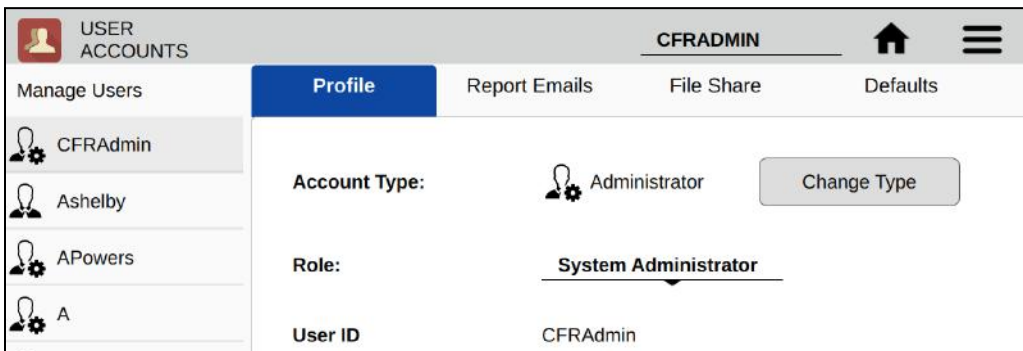 USER
ACCOUNTS
CFRADMIN
Manage Users
Profile
Report Emails
File Share
Defaults
CFRAdmin
Ashelby
APowers
A
Account Type:
Administrator
Change Type
Role:
System Administrator
User ID
CFRAdmin